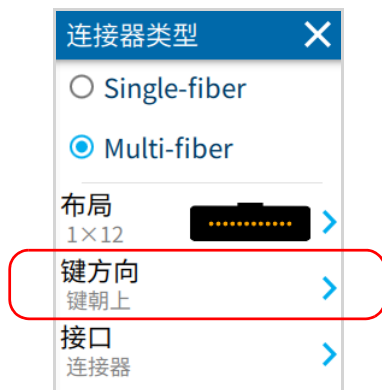 连接器类型
Single-fiber
Multi-fiber
布局
1×12
键方向
键朝上
接口
连接器